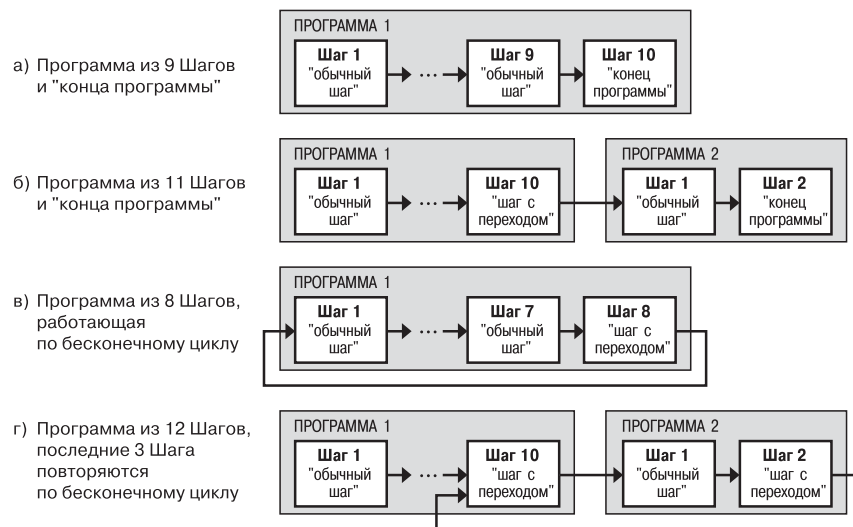 а) Программа из 9 Шагов
и "конца программы"
ПРОГРАММА 1
Шаг 1
"обычный
шаг"
...
Шаг 9
"обычный
шаг"
Шаг 10
"конец
программы"
б) Программа из 11 Шагов
и "конца программы"
ПРОГРАММА 1
Шаг 1
"обычный
шаг"
...
Шаг 10
"шаг с
переходом"
ПРОГРАММА 2
Шаг 1
"обычный
шаг"
Шаг 2
"конец
программы"
в) Программа из 8 Шагов,
работающая
по бесконечному циклу
ПРОГРАММА 1
Шаг 1
"обычный
шаг"
...
Шаг 7
"обычный
шаг"
Шаг 8
"шаг с
переходом"
г) Программа из 12 Шагов,
последние 3 Шага
повторяются
по бесконечному циклу
ПРОГРАММА 1
Шаг 1
"обычный
шаг"
...
Шаг 10
"шаг с
переходом"
ПРОГРАММА 2
Шаг 1
"обычный
шаг"
Шаг 2
"шаг с
переходом"